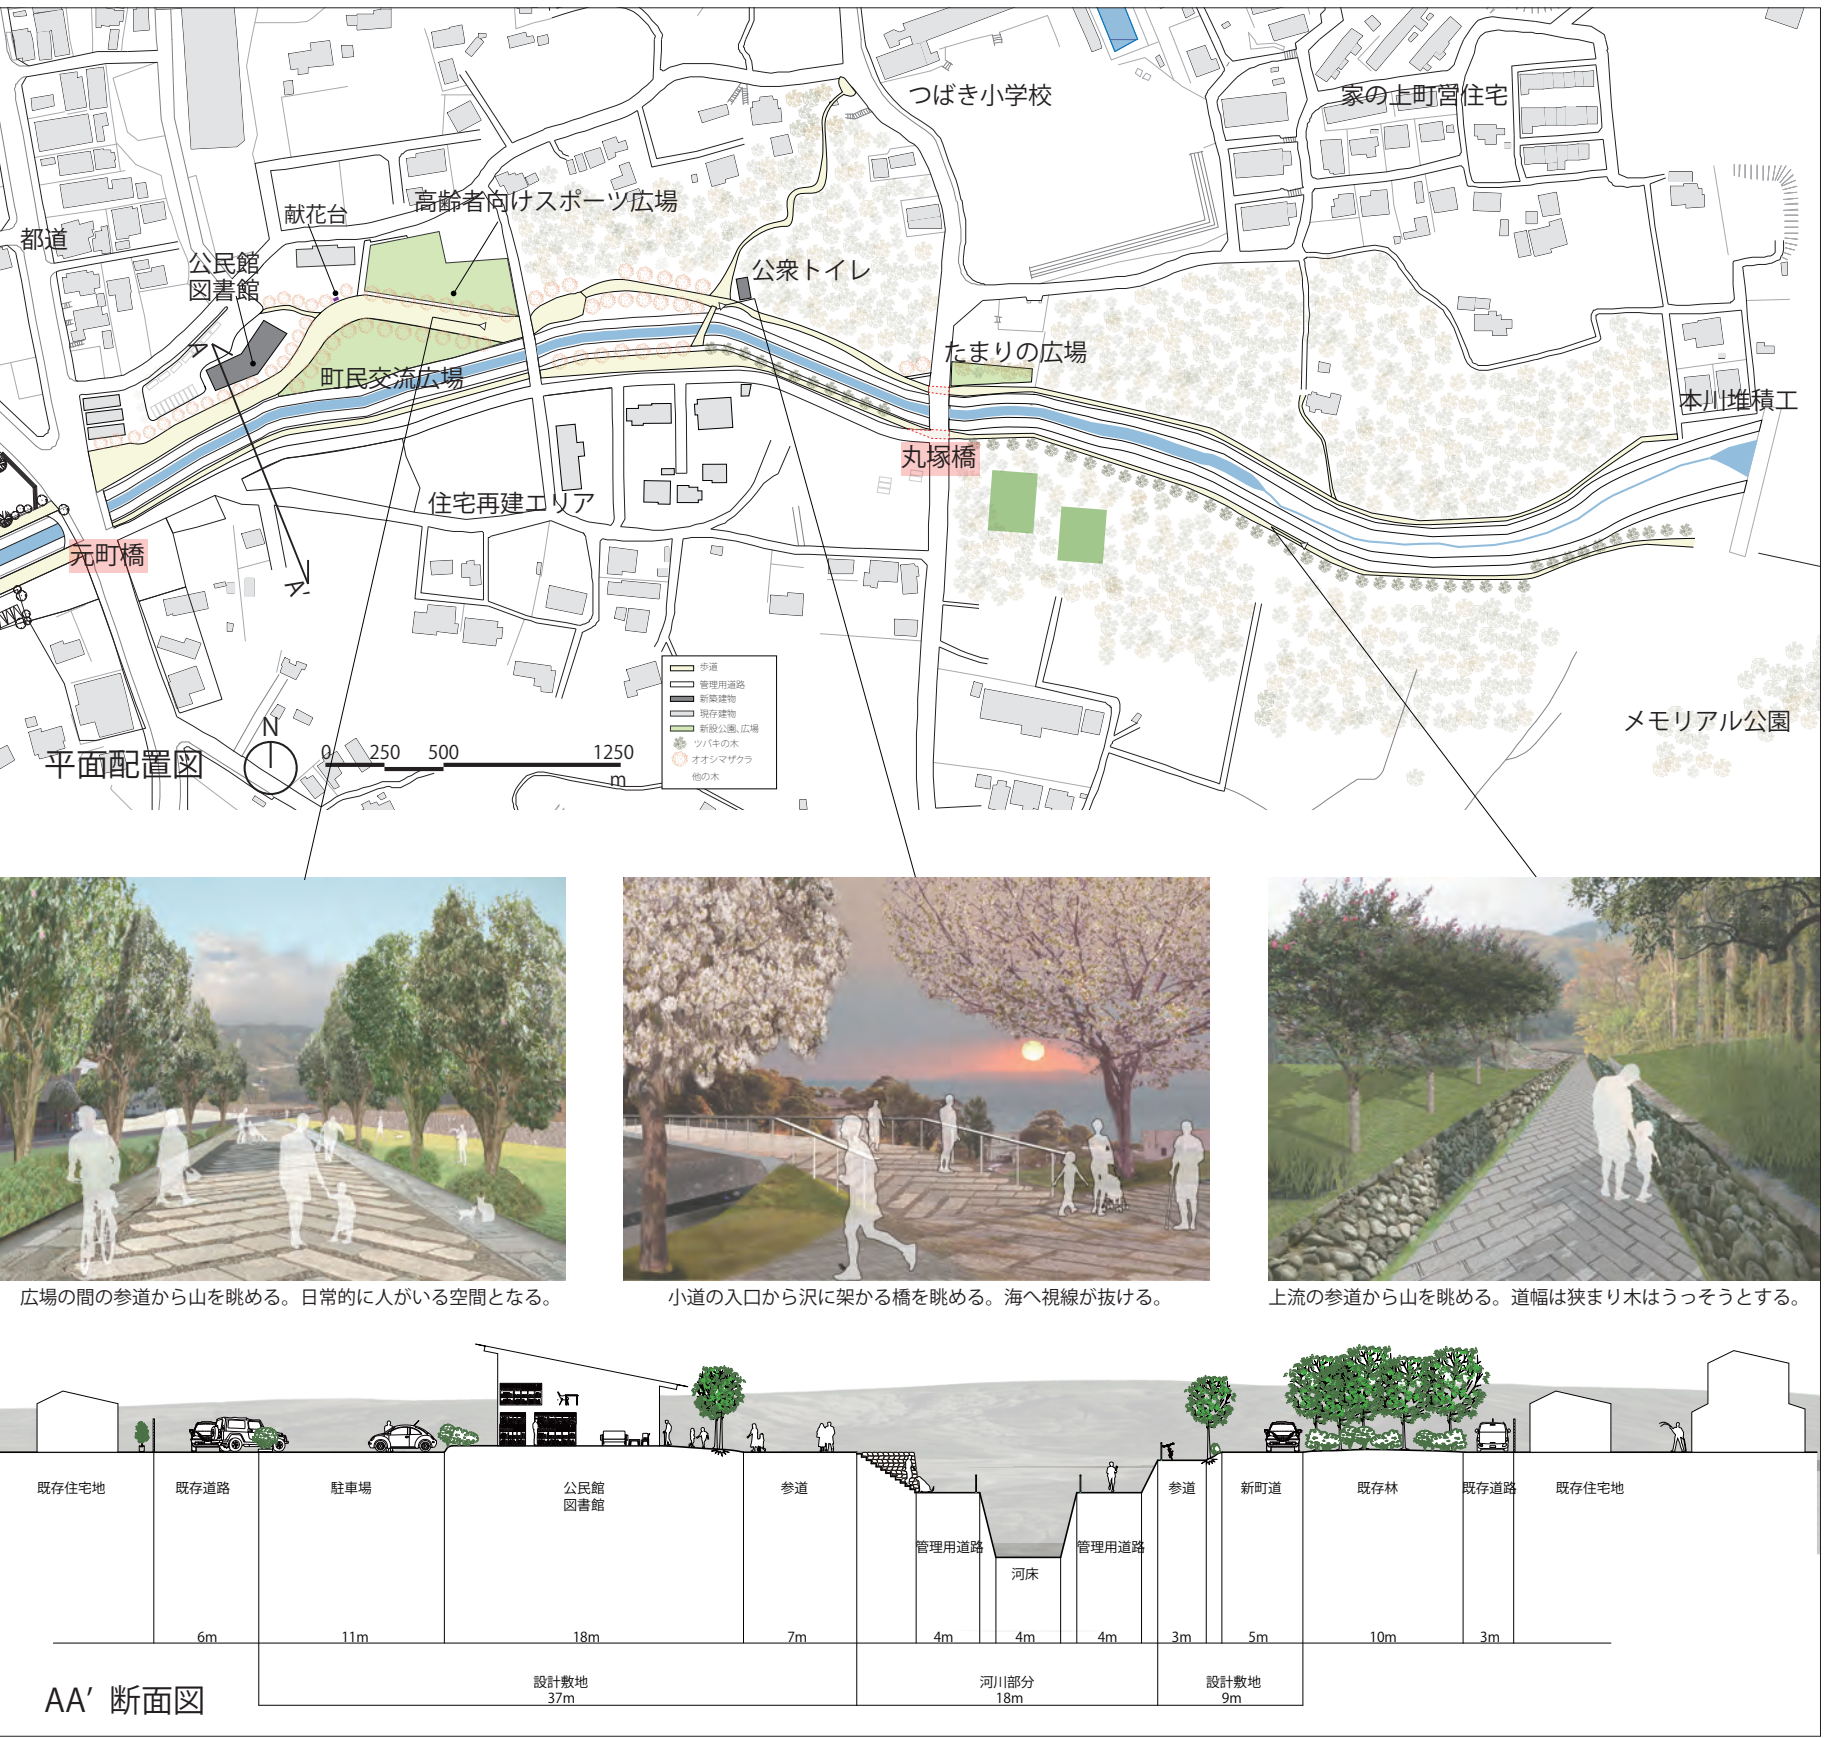 つばき小学校
家の上町営住宅
高齢者向けスポーツ広場
献花台
都道
公民館
図書館
公衆トイレ
たまりの広場
町民交流広場
本川堆積工
丸塚橋
住宅再建エリア
元町橋
A
A'
メモリアル公園
歩道
管理用道路
新築建物
現存建物
新設公園、広場
ツバキの木
オオシマザクラ
他の木
平面配置図
N
0 250 500 1250
m
広場の間の参道から山を眺める。日常的に人がいる空間となる。
小道の入口から沢に架かる橋を眺める。海へ視線が抜ける。
上流の参道から山を眺める。道幅は狭まり木はうっそうとする。
既存住宅地 既存道路 駐車場 公民館 参道 参道 新町道 既存林 既存道路 既存住宅地
図書館
管理用道路 管理用道路
河床
6m 11m 18m 7m 4m 4m 4m 3m 5m 10m 3m
設計敷地 河川部分 設計敷地
37m 18m 9m
AA’ 断面図